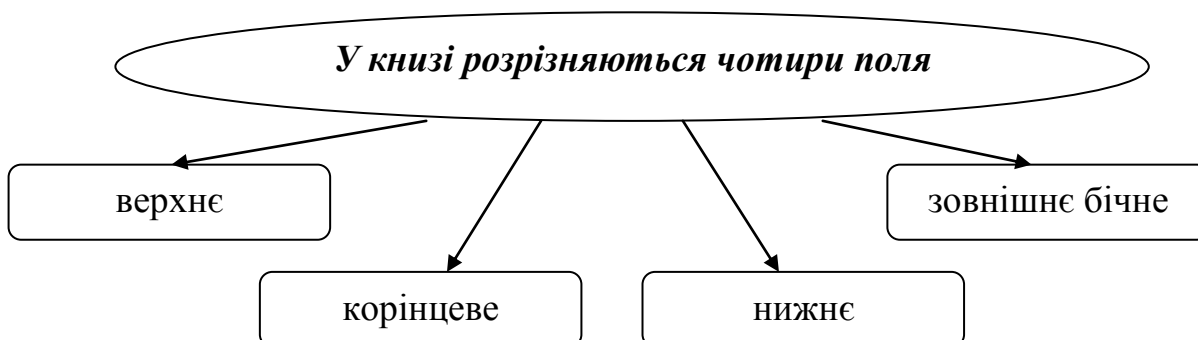 У книзі розрізняються чотири поля
верхнє
зовнішнє бічне
корінцеве
нижнє